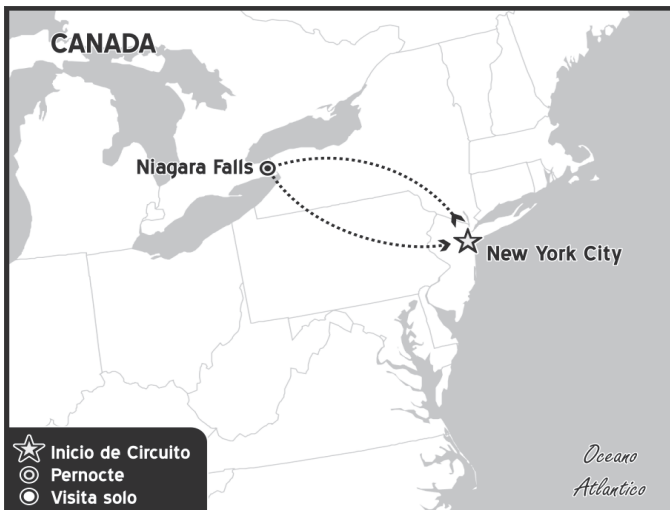 CANADA
Niagara Falls
New York City
Inicio de Circuito
Pernocte
Visita solo
Oceano
Atlantico